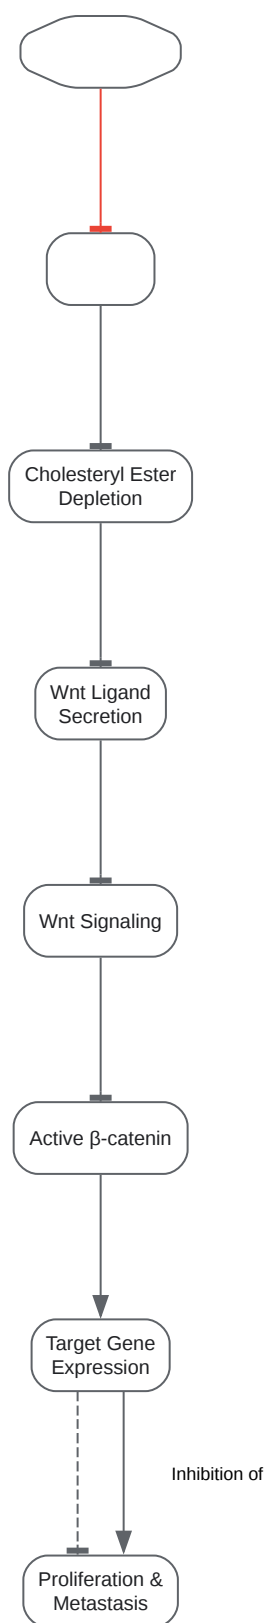 Cholesteryl Ester
Depletion
Wnt Ligand
Secretion
Wnt Signaling
Active β-catenin
Target Gene
Expression
Inhibition of
Proliferation &
Metastasis